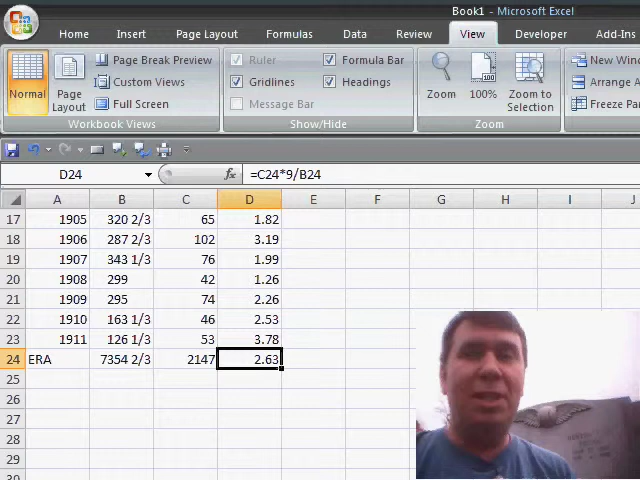 Book1 - Microsoft Excel
Home Insert Page Layout Formulas Data Review View Developer Add-Ins
Normal
Page Layout
Page Break Preview
Custom Views
Full Screen
Workbook Views
Ruler
Gridlines
Message Bar
Formula Bar
Headings
Show/Hide
Zoom
100
100%
Zoom to Selection
Zoom
New Wind
Arrange A
Freeze Pan
D24 fx =C24*9/B24
A B C D E F G H I J
17 1905 320 2/3 65 1.82
18 1906 287 2/3 102 3.19
19 1907 343 1/3 76 1.99
20 1908 299 42 1.26
21 1909 295 74 2.26
22 1910 163 1/3 46 2.53
23 1911 126 1/3 53 3.78
24 ERA 7354 2/3 2147 2.63
25
26
27
28
29
30